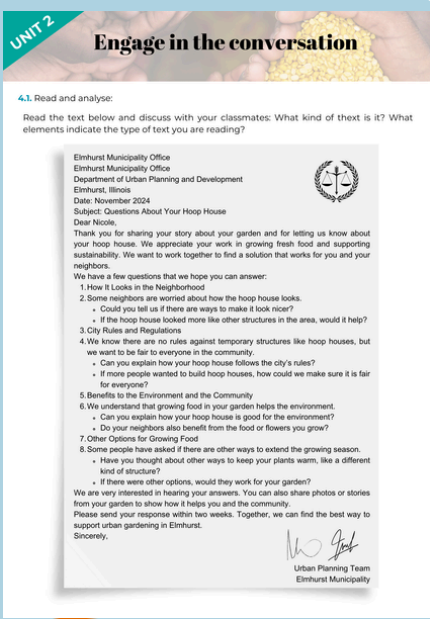 UNIT 2
Engage in the conversation
4.1. Read and analyse:
Read the text below and discuss with your classmates: What kind of thext is it? What
elements indicate the type of text you are reading?
Elmhurst Municipality Office
Elmhurst Municipality Office
Department of Urban Planning and Development
Elmhurst, Illinois
Date: November 2024
Subject: Questions About Your Hoop House
Dear Nicole,
Thank you for sharing your story about your garden and for letting us know about
your hoop house. We appreciate your work in growing fresh food and supporting
sustainability. We want to work together to find a solution that works for you and your
neighbors.
We have a few questions that we hope you can answer:
1. How It Looks in the Neighborhood
2. Some neighbors are worried about how the hoop house looks.
• Could you tell us if there are ways to make it look nicer?
• If the hoop house looked more like other structures in the area, would it help?
3. City Rules and Regulations
4. We know there are no rules against temporary structures like hoop houses, but
we want to be fair to everyone in the community.
• Can you explain how your hoop house follows the city's rules?
• If more people wanted to build hoop houses, how could we make sure it is fair
for everyone?
5. Benefits to the Environment and the Community
6. We understand that growing food in your garden helps the environment.
• Can you explain how your hoop house is good for the environment?
• Do your neighbors also benefit from the food or flowers you grow?
7. Other Options for Growing Food
8. Some people have asked if there are other ways to extend the growing season.
• Have you thought about other ways to keep your plants warm, like a different
kind of structure?
• If there were other options, would they work for your garden?
We are very interested in hearing your answers. You can also share photos or stories
from your garden to show how it helps you and the community.
Please send your response within two weeks. Together, we can find the best way to
support urban gardening in Elmhurst.
Sincerely,
Urban Planning Team
Elmhurst Municipality